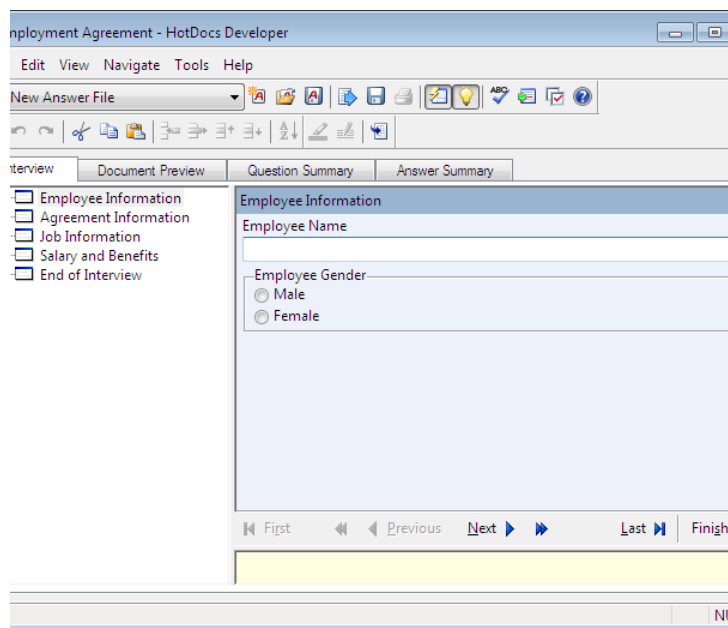 mployment Agreement - HotDocs Developer
Edit View Navigate Tools Help
New Answer File
ABC
nterview Document Preview Question Summary Answer Summary
Employee Information
Agreement Information
Job Information
Salary and Benefits
End of Interview
Employee Information
Employee Name
Employee Gender
Male
Female
First Previous Next Last Finish
NU